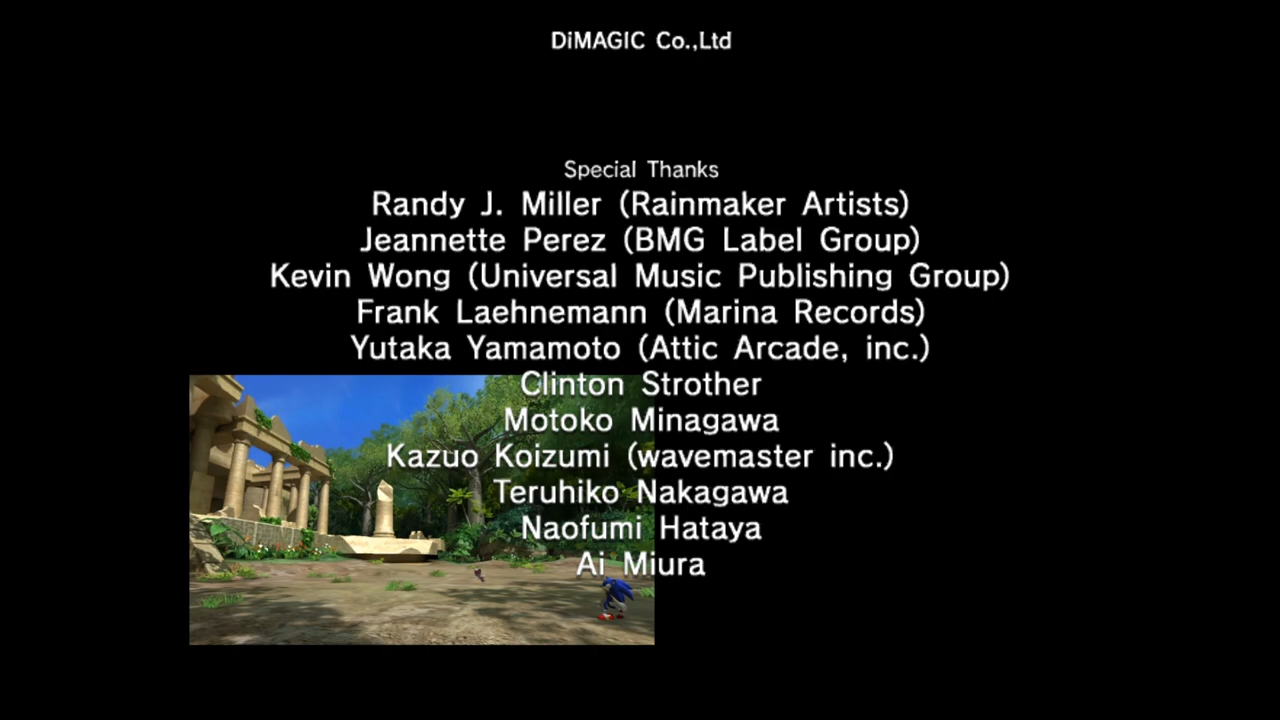 DiMAGIC Co.,Ltd
Special Thanks
Randy J. Miller (Rainmaker Artists)
Jeannette Perez (BMG Label Group)
Kevin Wong (Universal Music Publishing Group)
Frank Laehnemann (Marina Records)
Yutaka Yamamoto (Attic Arcade, inc.)
Clinton Strother
Motoko Minagawa
Kazuo Koizumi (wavemaster inc.)
Teruhiko Nakagawa
Naofumi Hataya
Ai Miura